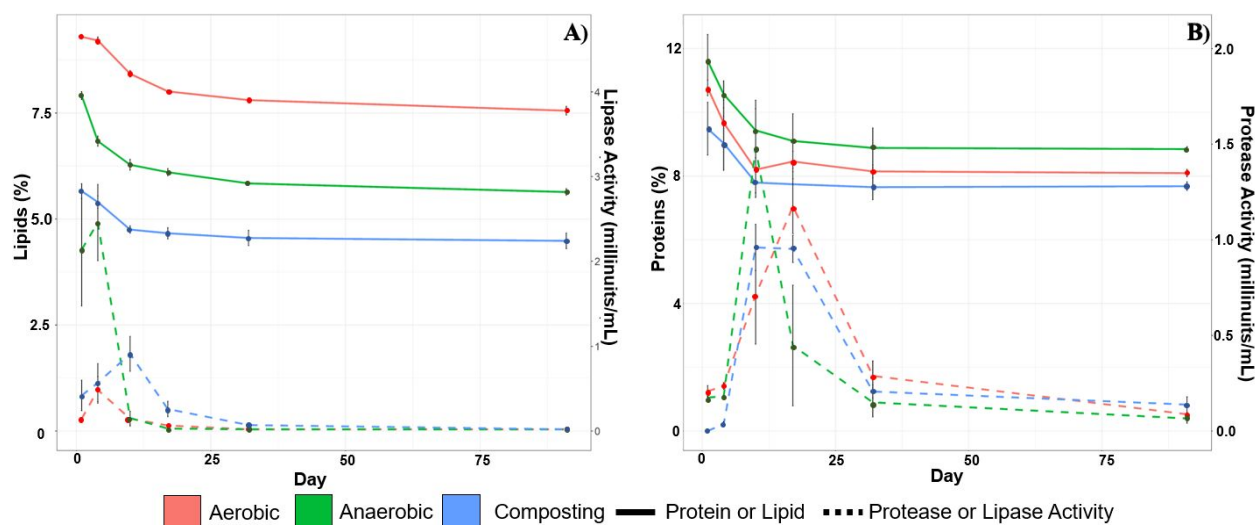 A)
Lipids (%)
7.5
5.0
2.5
0
Lipase Activity (millinuits/mL)
4
3
2
1
0
0
25
50
75
Day
B)
Proteins (%)
12
8
4
0
Protease Activity (millinuits/mL)
2.0
1.5
1.0
0.5
0.0
0
25
50
75
Day
Aerobic Anaerobic Composting Protein or Lipid Protease or Lipase Activity